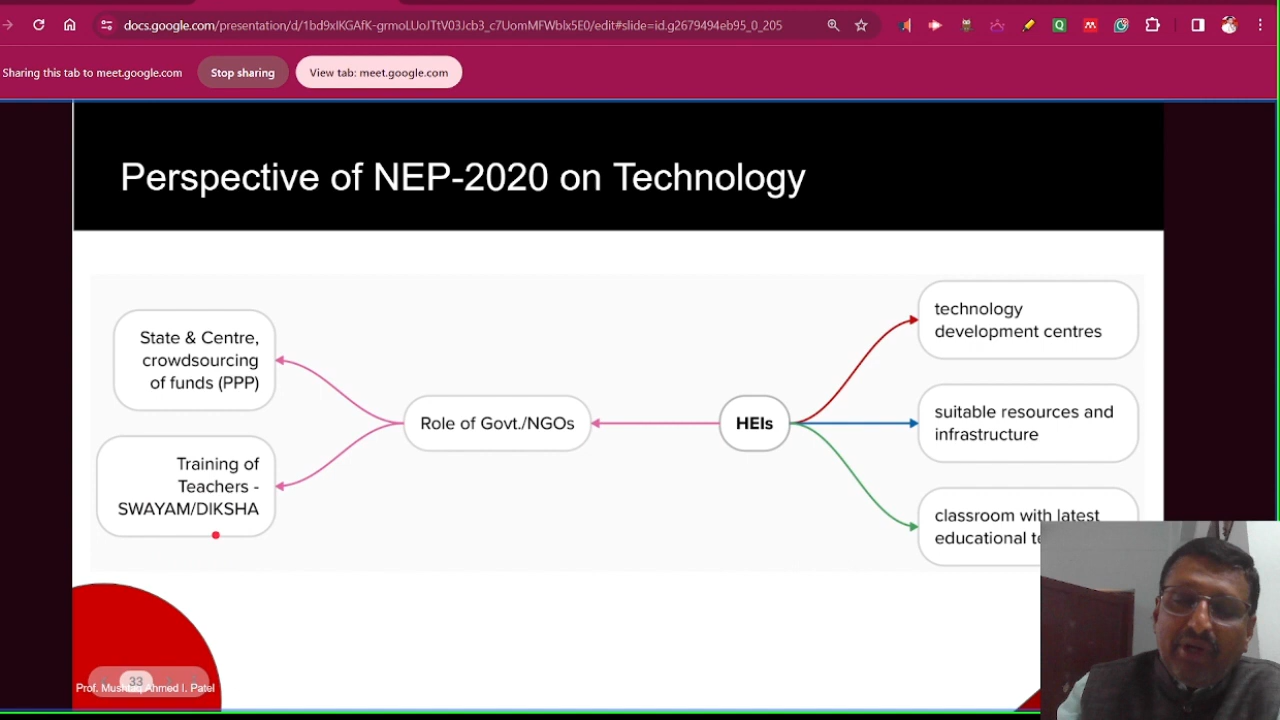 docs.google.com/presentation/d/1bd9xIKGAfK-grmoLUoJTtV03Jcb3_c7UomMFWblx5E0/edit#slide=id.g2679494eb95_0_205
Sharing this tab to meet.google.com
Stop sharing
View tab: meet.google.com
Perspective of NEP-2020 on Technology
State & Centre,
crowdsourcing
of funds (PPP)
Training of
Teachers -
SWAYAM/DIKSHA
Role of Govt./NGOs
HEIs
technology
development centres
suitable resources and
infrastructure
classroom with latest
educational
33
Prof. Mushtaq Ahmed I. Patel